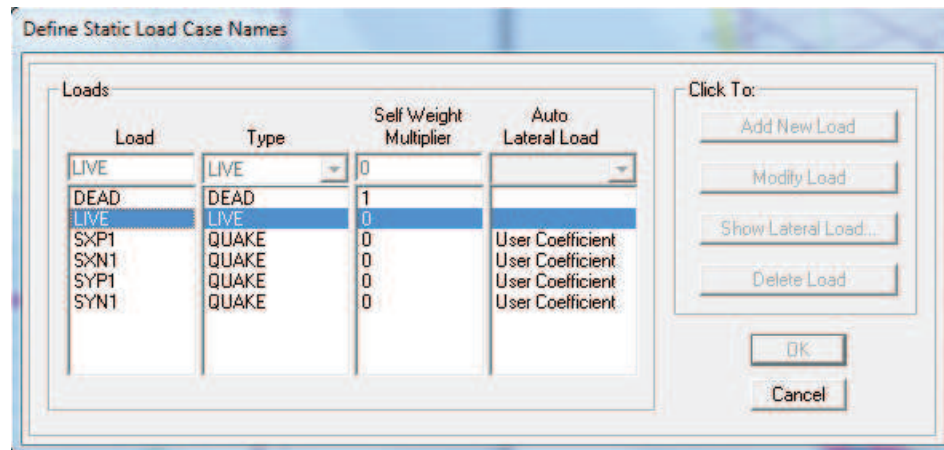 Define Static Load Case Names
Loads
Click To:
Load Type Self Weight Multiplier Auto Lateral Load
LIVE LIVE 0
DEAD DEAD 1
LIVE LIVE 0
SXP1 QUAKE 0 User Coefficient
SXN1 QUAKE 0 User Coefficient
SYP1 QUAKE 0 User Coefficient
SYN1 QUAKE 0 User Coefficient
Add New Load
Modify Load
Show Lateral Load...
Delete Load
OK
Cancel